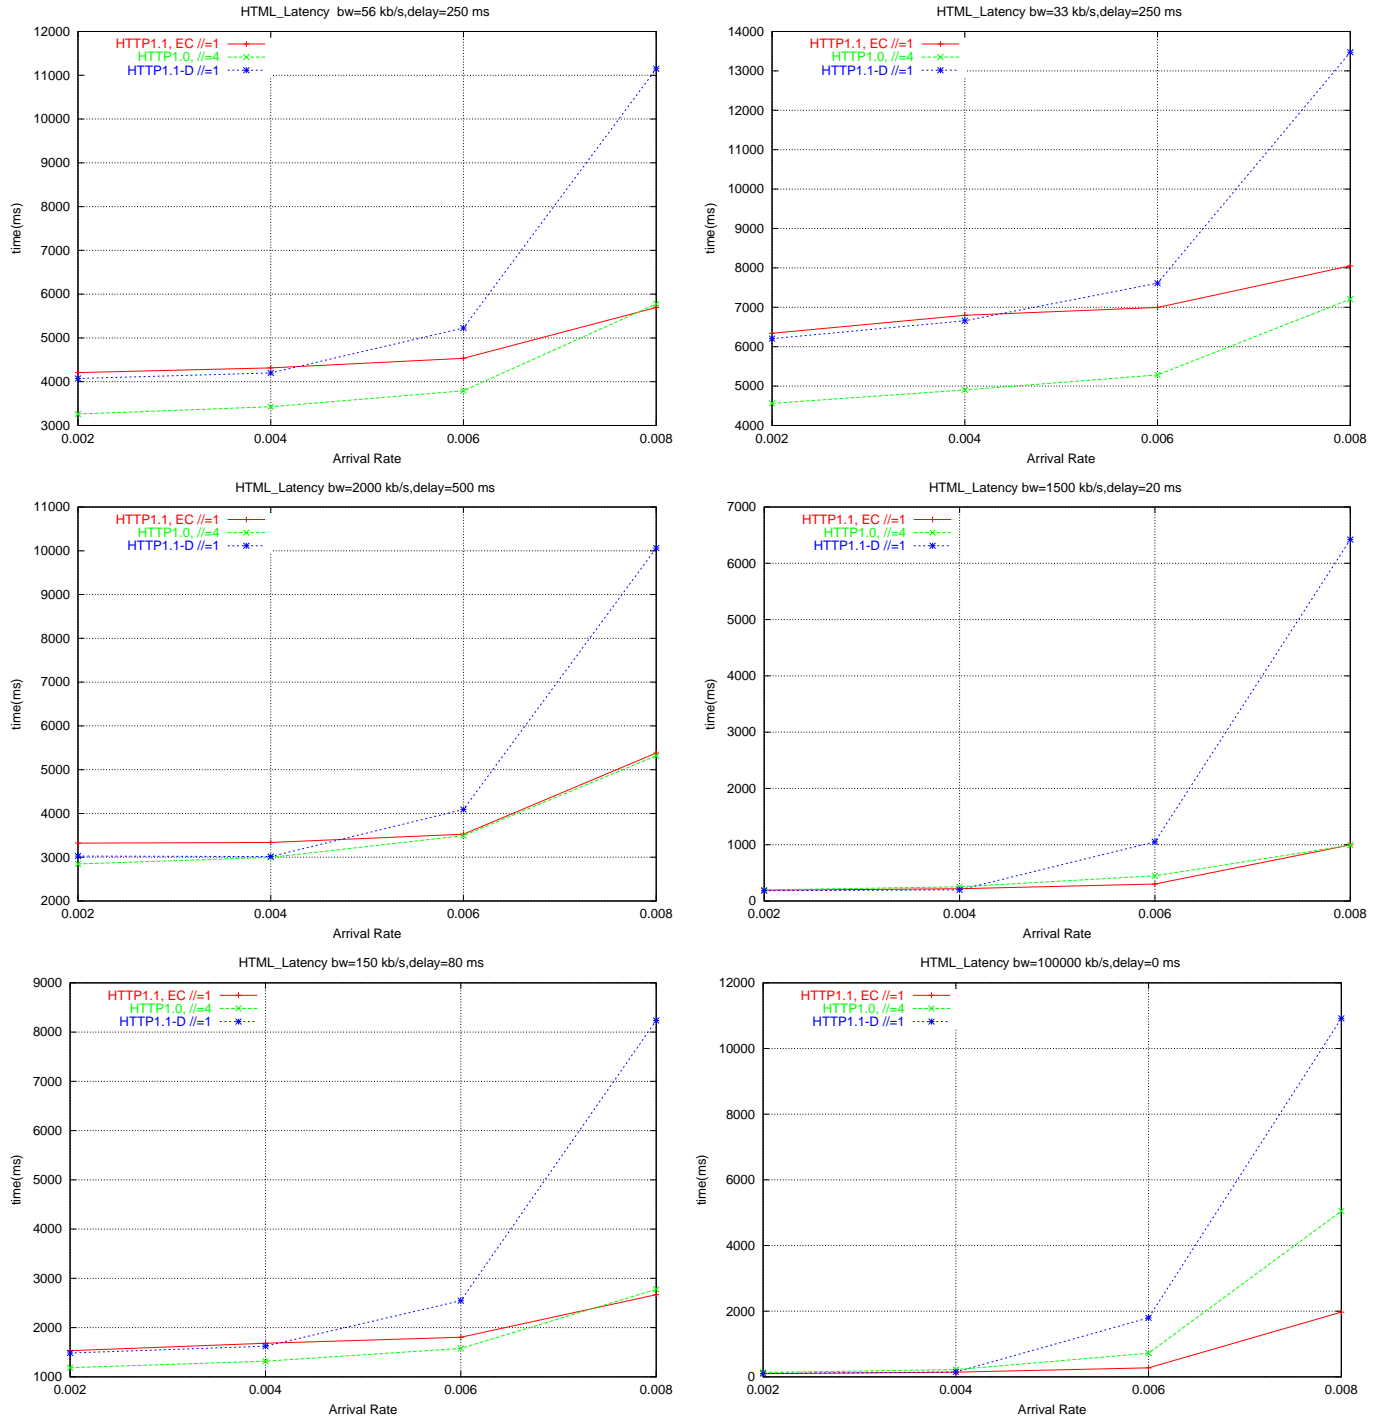 HTML_Latency  bw=56 kb/s,delay=250 ms
12000
11000
10000
9000
8000
7000
6000
5000
4000
3000
time(ms)
HTTP1.1, EC //=1
HTTP1.0, //=4
HTTP1.1-D //=1
0.002 0.004 0.006 0.008
Arrival Rate
HTML_Latency bw=33 kb/s,delay=250 ms
14000
13000
12000
11000
10000
9000
8000
7000
6000
5000
4000
time(ms)
HTTP1.1, EC //=1
HTTP1.0, //=4
HTTP1.1-D //=1
0.002 0.004 0.006 0.008
Arrival Rate
HTML_Latency bw=2000 kb/s,delay=500 ms
11000
10000
9000
8000
7000
6000
5000
4000
3000
2000
time(ms)
HTTP1.1, EC //=1
HTTP1.0, //=4
HTTP1.1-D //=1
0.002 0.004 0.006 0.008
Arrival Rate
HTML_Latency bw=1500 kb/s,delay=20 ms
7000
6000
5000
4000
3000
2000
1000
0
time(ms)
HTTP1.1, EC //=1
HTTP1.0, //=4
HTTP1.1-D //=1
0.002 0.004 0.006 0.008
Arrival Rate
HTML_Latency bw=150 kb/s,delay=80 ms
9000
8000
7000
6000
5000
4000
3000
2000
1000
time(ms)
HTTP1.1, EC //=1
HTTP1.0, //=4
HTTP1.1-D //=1
0.002 0.004 0.006 0.008
Arrival Rate
HTML_Latency bw=100000 kb/s,delay=0 ms
12000
10000
8000
6000
4000
2000
0
time(ms)
HTTP1.1, EC //=1
HTTP1.0, //=4
HTTP1.1-D //=1
0.002 0.004 0.006 0.008
Arrival Rate